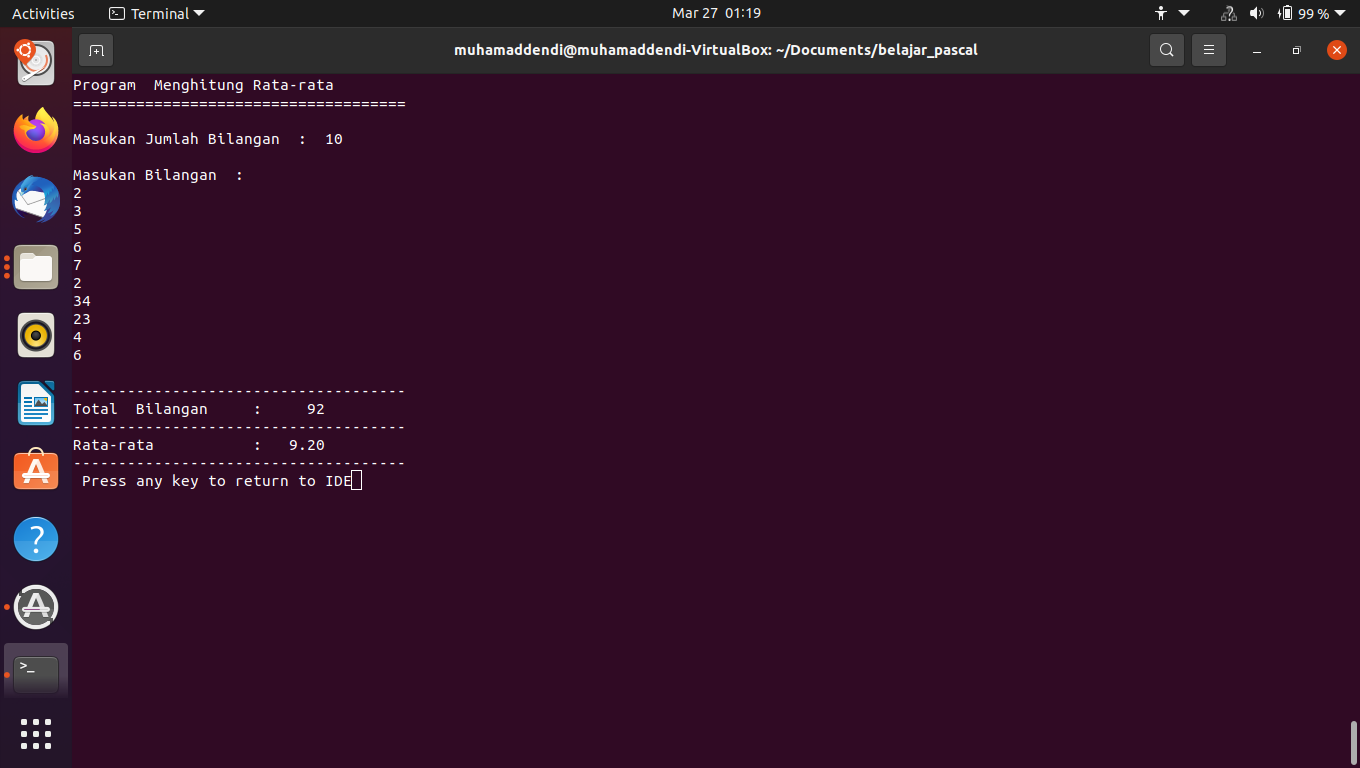 Activities Terminal Mar 27 01:19 99 %
muhamaddendi@muhamaddendi-VirtualBox: ~/Documents/belajar_pascal
Program  Menghitung Rata-rata
=====================================
Masukan Jumlah Bilangan  :  10
Masukan Bilangan  :
2
3
5
6
7
2
34
23
4
6
-------------------------------------
Total  Bilangan     :     92
-------------------------------------
Rata-rata           :   9.20
-------------------------------------
 Press any key to return to IDE